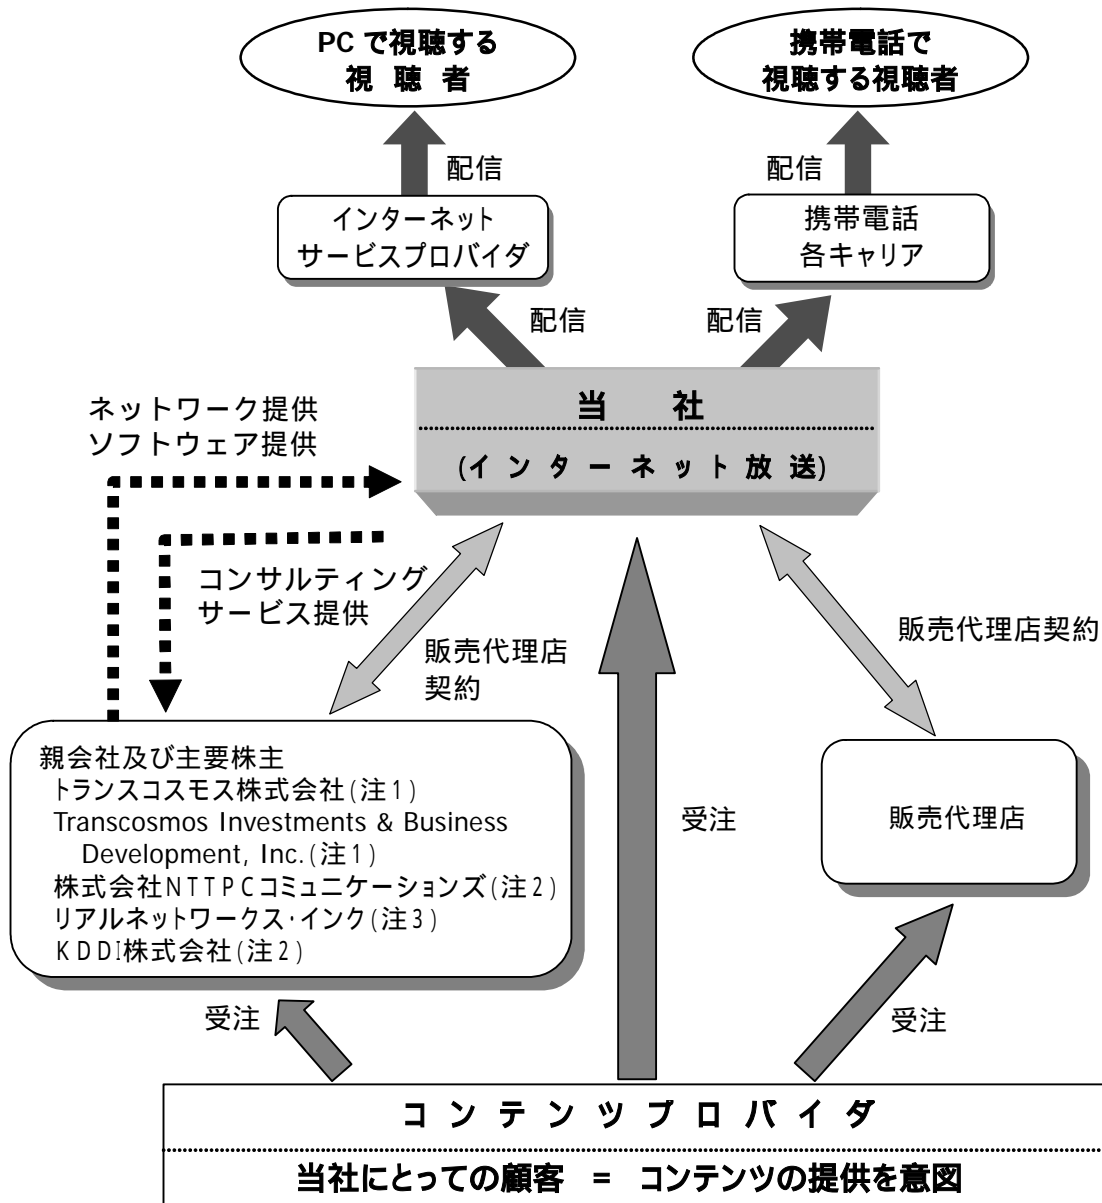 PCで視聴する
視 聴 者
携帯電話で
視聴する視聴者
配信
配信
インターネット
サービスプロバイダ
携帯電話
各キャリア
配信
配信
ネットワーク提供
ソフトウェア提供
当 社
(インターネット放送)
コンサルティング
サービス提供
販売代理店
契約
販売代理店契約
親会社及び主要株主
トランスコスモス株式会社(注1)
Transcosmos Investments & Business
Development, Inc.(注1)
株式会社NTTPCコミュニケーションズ(注2)
リアルネットワークス・インク(注3)
KDDI株式会社(注2)
受注
販売代理店
受注
受注
コンテンツプロバイダ
当社にとっての顧客 = コンテンツの提供を意図